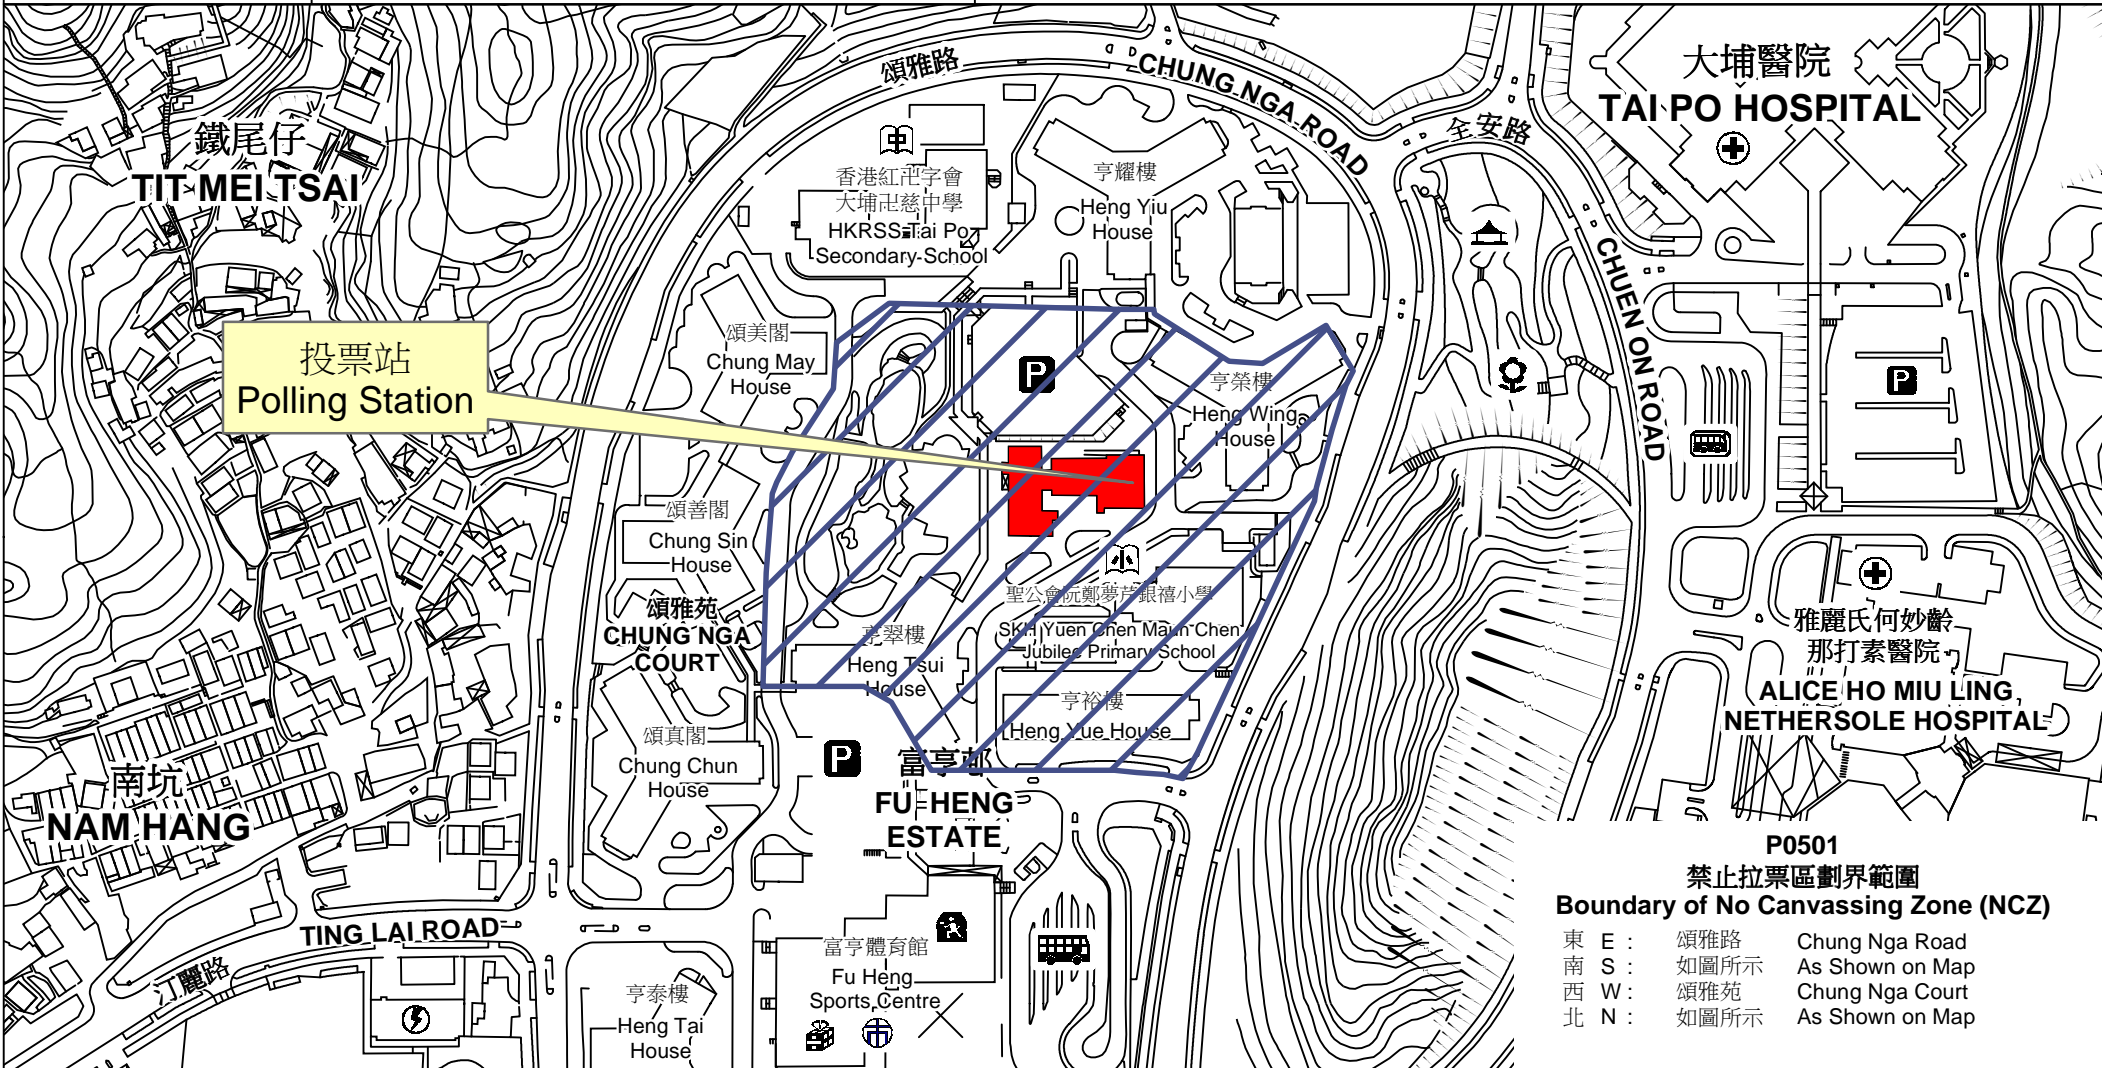 頌雅路
CHUNG NGA ROAD
大埔醫院
TAI PO HOSPITAL
全安路
CHUEN ON ROAD
鐵尾仔
TIT MEI TSAI
香港紅卍字會
大埔卍慈中學
HKRSS Tai Po
Secondary School
亨耀樓
Heng Yiu
House
投票站
Polling Station
頌美閣
Chung May
House
P
亨榮樓
Heng Wing
House
P
頌善閣
Chung Sin
House
頌雅苑
CHUNG NGA
COURT
聖公會阮鄭夢芹銀禧小學
SKH Yuen Chen Maun Chen
Jubilee Primary School
亨翠樓
Heng Tsui
House
亨裕樓
Heng Yue House
雅麗氏何妙齡
那打素醫院
ALICE HO MIU LING
NETHERSOLE HOSPITAL
頌真閣
Chung Chun
House
P
富亨邨
FU HENG
ESTATE
南坑
NAM HANG
TING LAI ROAD
汀麗路
富亨體育館
Fu Heng
Sports Centre
亨泰樓
Heng Tai
House
P0501
禁止拉票區劃界範圍
Boundary of No Canvassing Zone (NCZ)
東 E : 頌雅路 Chung Nga Road
南 S : 如圖所示 As Shown on Map
西 W : 頌雅苑 Chung Nga Court
北 N : 如圖所示 As Shown on Map